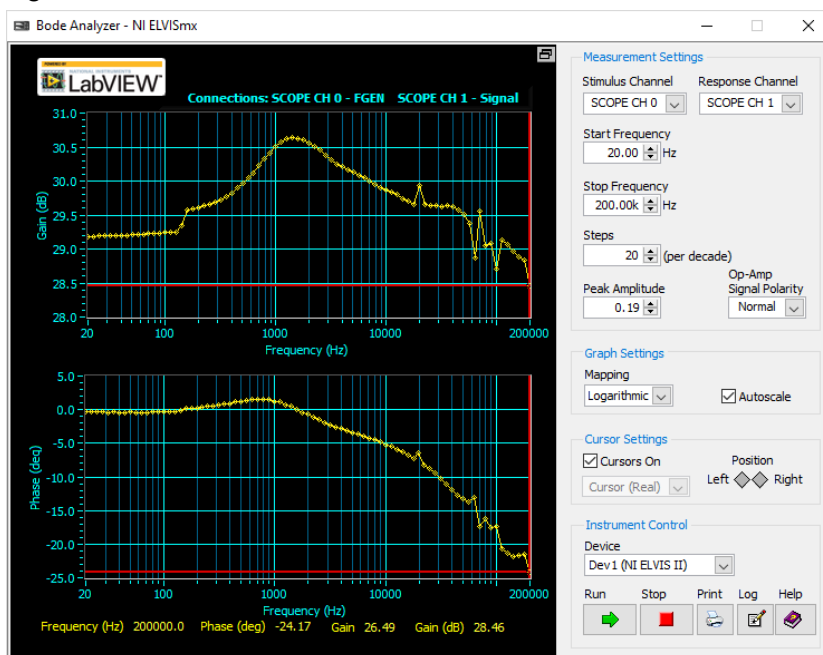 Bode Analyzer - NI ELVISmx
LabVIEW
Connections: SCOPE CH 0 - FGEN SCOPE CH 1 - Signal
31.0
30.5
30.0
29.5
29.0
28.5
28.0
Gain (dB)
20 100 1000 10000 200000
Frequency (Hz)
5.0
0.0
-5.0
-10.0
-15.0
-20.0
-25.0
Phase (deg)
20 100 1000 10000 200000
Frequency (Hz)
Frequency (Hz) 200000.0 Phase (deg) -24.17 Gain 26.49 Gain (dB) 28.46
Measurement Settings
Stimulus Channel Response Channel
SCOPE CH 0 SCOPE CH 1
Start Frequency
20.00 Hz
Stop Frequency
200.00k Hz
Steps
20 (per decade)
Op-Amp
Peak Amplitude Signal Polarity
0.19 Normal
Graph Settings
Mapping
Logarithmic Autoscale
Cursor Settings
Cursors On Position
Cursor (Real) Left Right
Instrument Control
Device
Dev1 (NI ELVIS II)
Run Stop Print Log Help